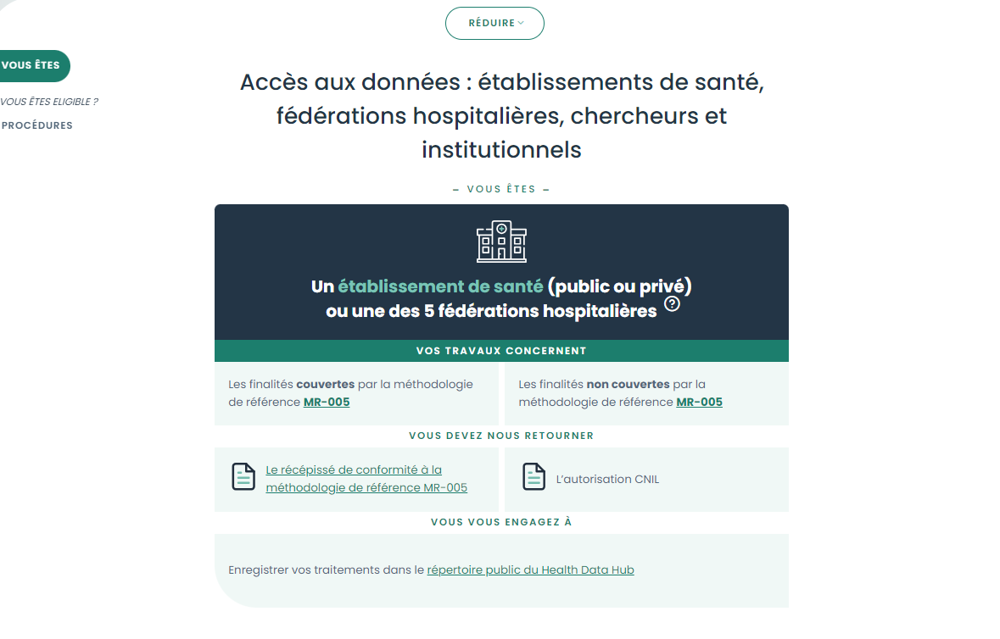 RÉDUIRE
VOUS ÊTES
VOUS ÊTES ELIGIBLE ?
PROCÉDURES
Accès aux données : établissements de santé,
fédérations hospitalières, chercheurs et
institutionnels
– VOUS ÊTES –
Un établissement de santé (public ou privé)
ou une des 5 fédérations hospitalières ?
VOS TRAVAUX CONCERNENT
Les finalités couvertes par la méthodologie
de référence MR-005
Les finalités non couvertes par la
méthodologie de référence MR-005
VOUS DEVEZ NOUS RETOURNER
Le récépissé de conformité à la
méthodologie de référence MR-005
L’autorisation CNIL
VOUS VOUS ENGAGEZ À
Enregistrer vos traitements dans le répertoire public du Health Data Hub